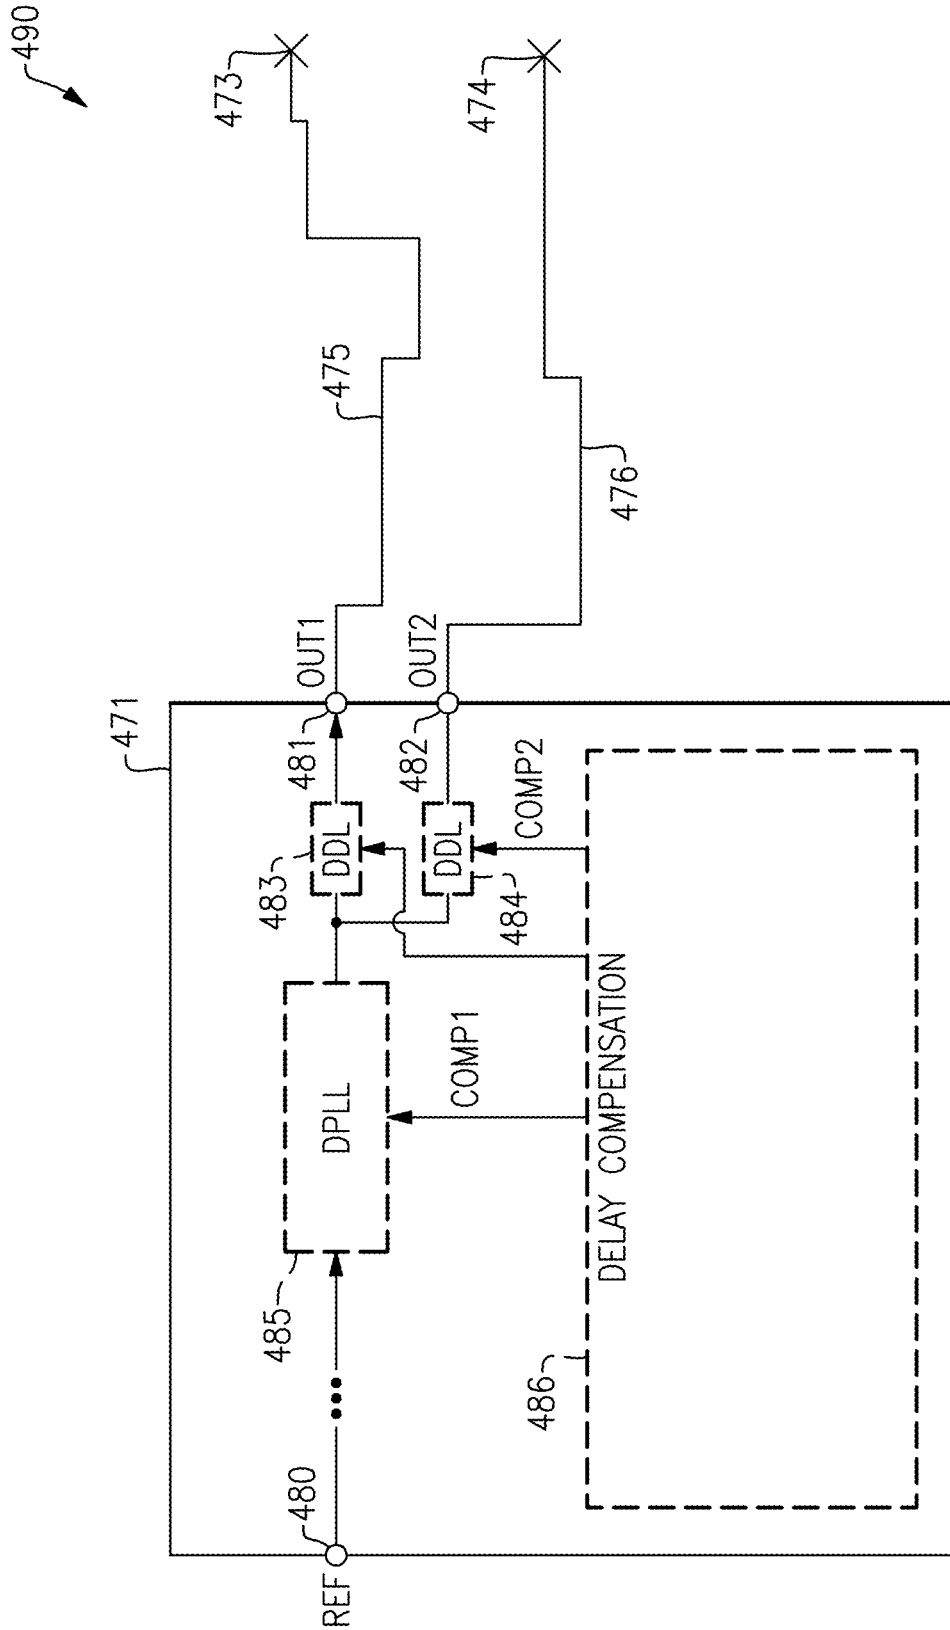 490
473
474
475
476
471
OUT1
481
OUT2
482
DDL
483
DDL
484
COMP2
DPLL
485
COMP1
DELAY COMPENSATION
486
REF
480